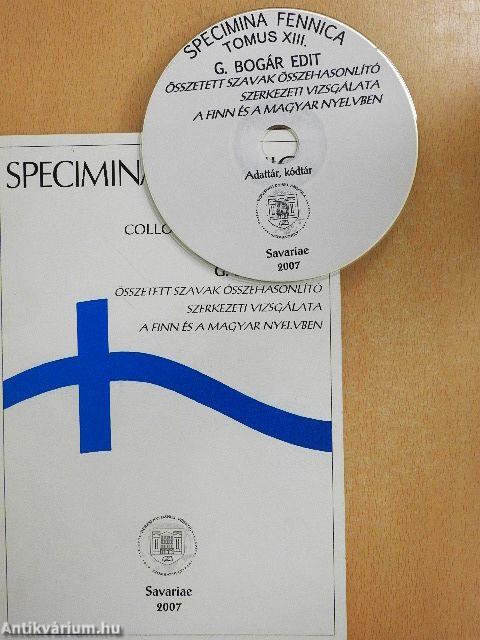 SPECIMINA FENNICA
TOMUS XIII.
G. BOGÁR EDIT
ÖSSZETETT SZAVAK ÖSSZEHASONLÍTÓ
SZERKEZETI VIZSGÁLATA
A FINN ÉS A MAGYAR NYELVBEN
Adattár, kódtár
Savariae
2007
SPECIMINA
COLLO
G.
ÖSSZETETT SZAVAK ÖSSZEHASONLÍTÓ
SZERKEZETI VIZSGÁLATA
A FINN ÉS A MAGYAR NYELVBEN
Savariae
2007
Antikvárium.hu